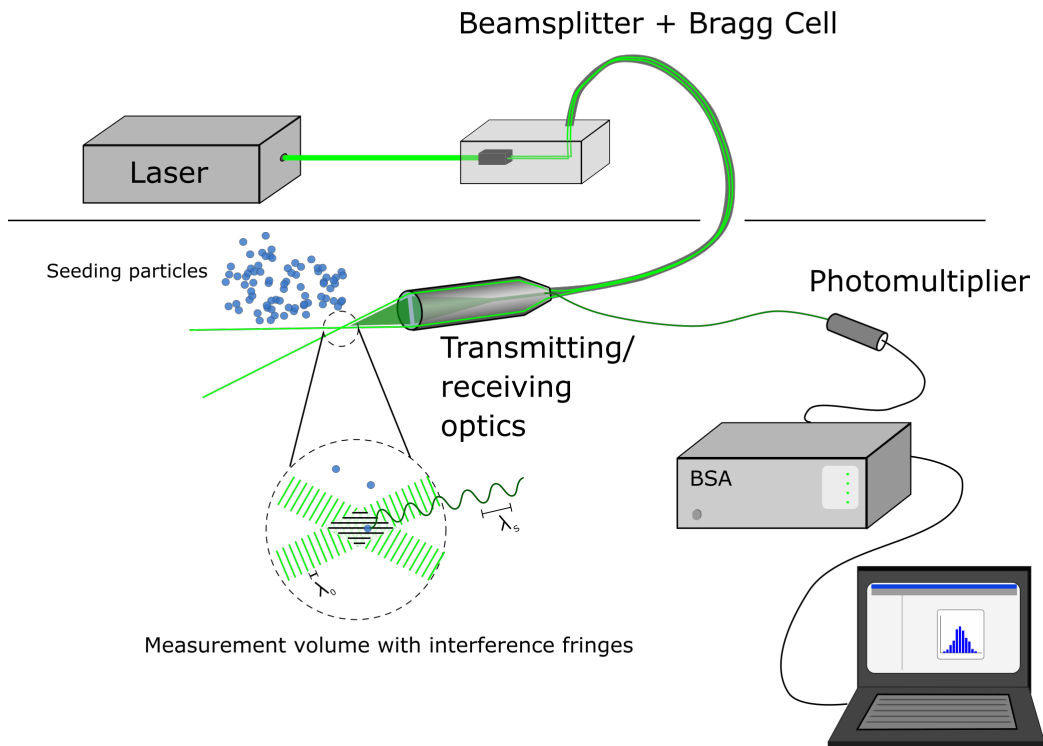 Beamsplitter + Bragg Cell
Laser
Seeding particles
Photomultiplier
Transmitting/
receiving
optics
BSA
λs
λ0
Measurement volume with interference fringes